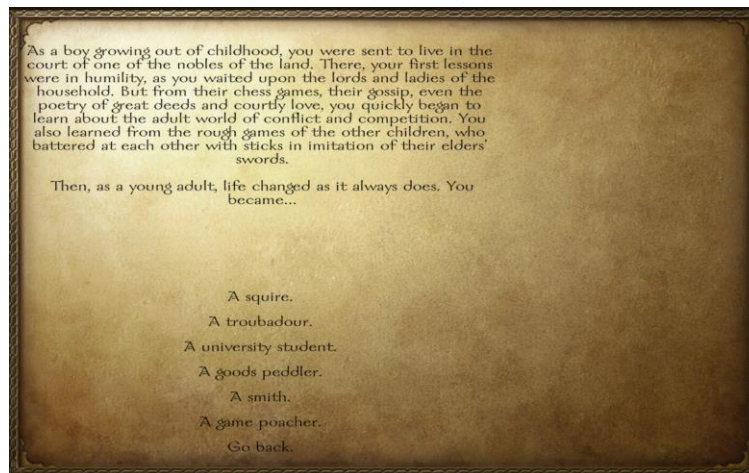 As a boy growing out of childhood, you were sent to live in the
court of one of the nobles of the land. There, your first lessons
were in humility, as you waited upon the lords and ladies of the
household. But from their chess games, their gossip, even the
poetry of great deeds and courtly love, you quickly began to
learn about the adult world of conflict and competition. You
also learned from the rough games of the other children, who
battered at each other with sticks in imitation of their elders'
swords.
Then, as a young adult, life changed as it always does. You
became...
A squire.
A troubadour.
A university student.
A goods peddler.
A smith.
A game poacher.
Go back.